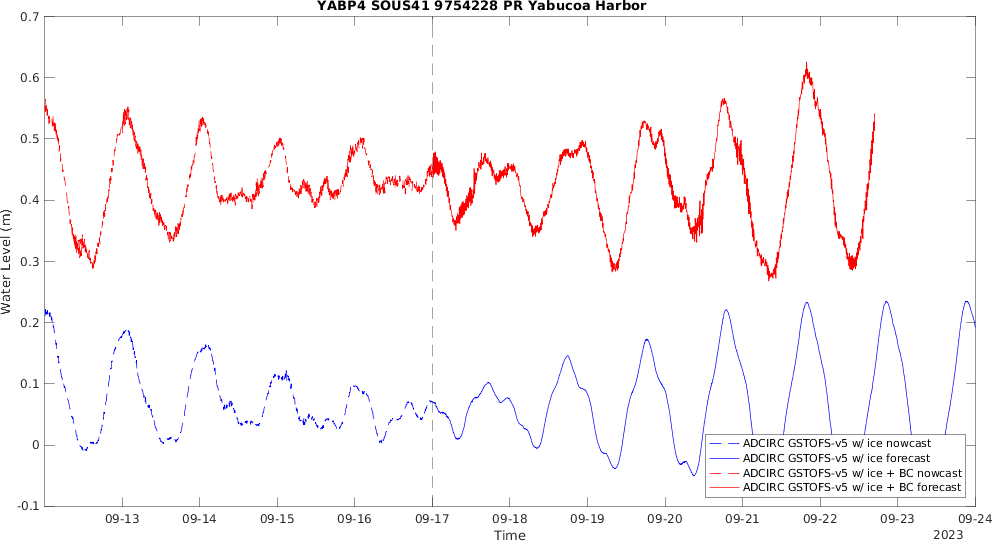 YABP4 SOUS41 9754228 PR Yabucoa Harbor
0.7
0.6
0.5
0.4
0.3
0.2
0.1
0
-0.1
Water Level (m)
ADCIRC GSTOFS-v5 w/ ice nowcast
ADCIRC GSTOFS-v5 w/ ice forecast
ADCIRC GSTOFS-v5 w/ ice + BC nowcast
ADCIRC GSTOFS-v5 w/ ice + BC forecast
09-13 09-14 09-15 09-16 09-17 09-18 09-19 09-20 09-21 09-22 09-23 09-24
Time
2023